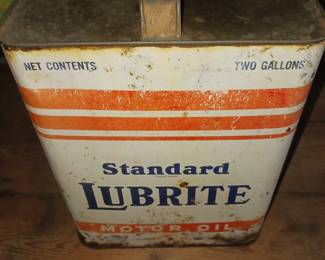 NET CONTENTS TWO GALLONS
Standard
LUBRITE
MOTOR OIL